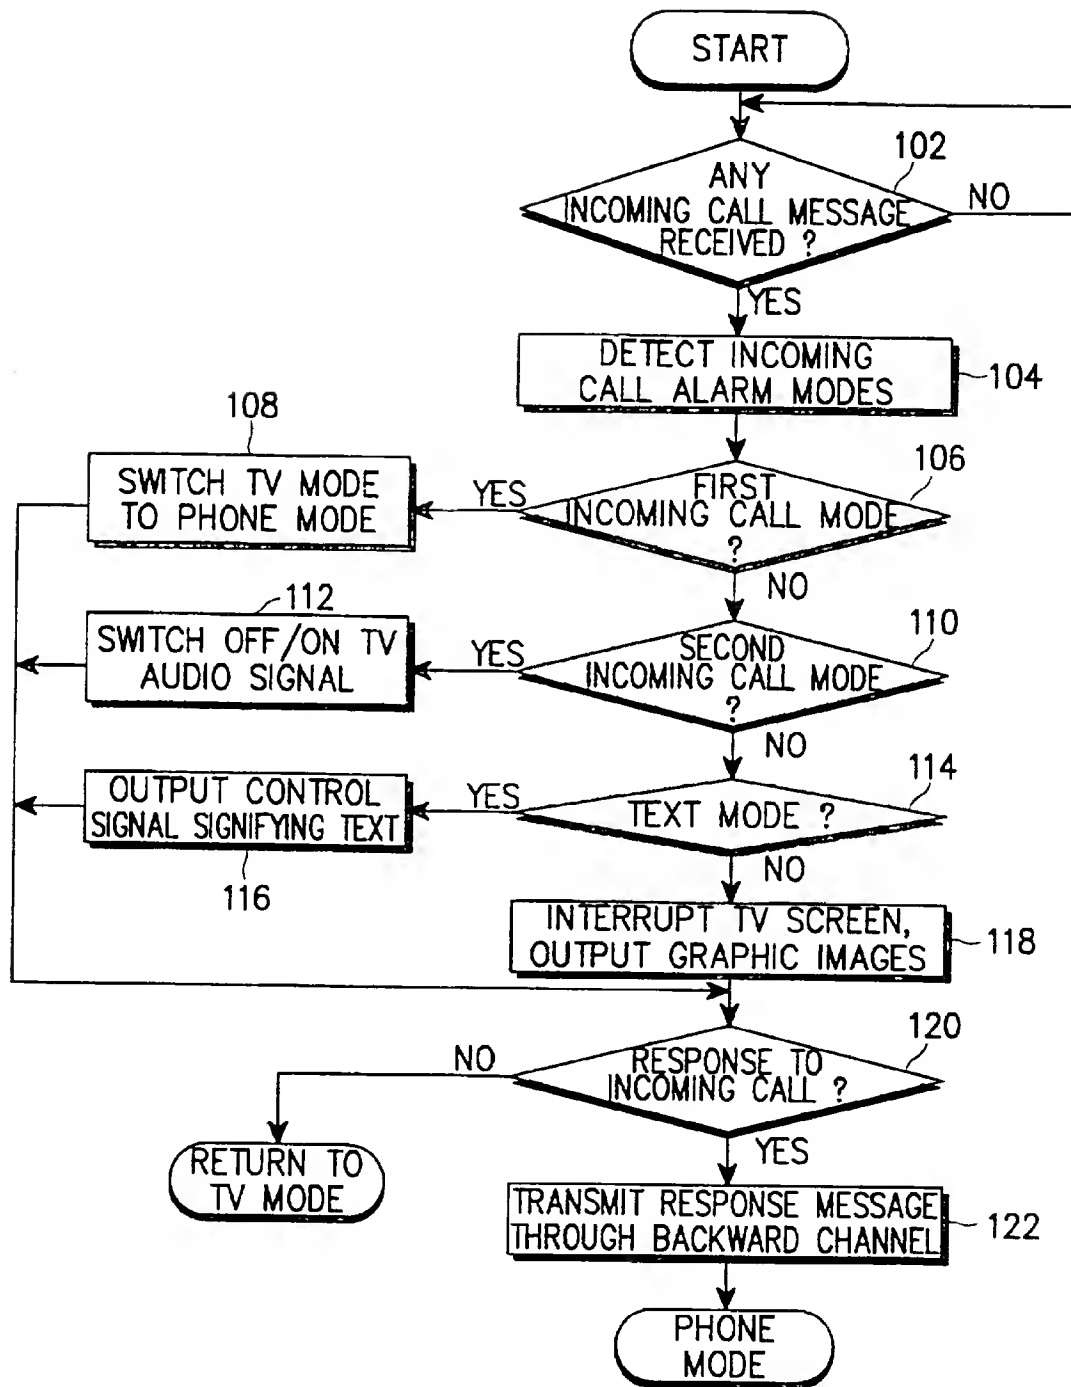 START
102
ANY
INCOMING CALL MESSAGE
RECEIVED ?
NO
YES
DETECT INCOMING
CALL ALARM MODES
104
108
SWITCH TV MODE
TO PHONE MODE
YES
106
FIRST
INCOMING CALL MODE
?
NO
112
SWITCH OFF/ON TV
AUDIO SIGNAL
YES
110
SECOND
INCOMING CALL MODE
?
NO
OUTPUT CONTROL
SIGNAL SIGNIFYING TEXT
116
YES
114
TEXT MODE ?
NO
INTERRUPT TV SCREEN,
OUTPUT GRAPHIC IMAGES
118
120
RESPONSE TO
INCOMING CALL ?
NO
YES
RETURN TO
TV MODE
TRANSMIT RESPONSE MESSAGE
THROUGH BACKWARD CHANNEL
122
PHONE
MODE